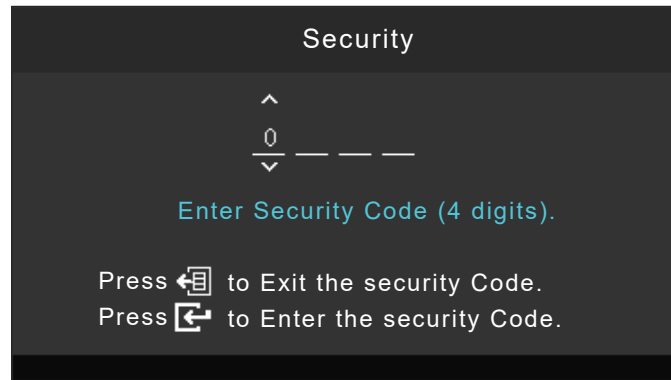 Security
0
Enter Security Code (4 digits).
Press to Exit the security Code.
Press to Enter the security Code.